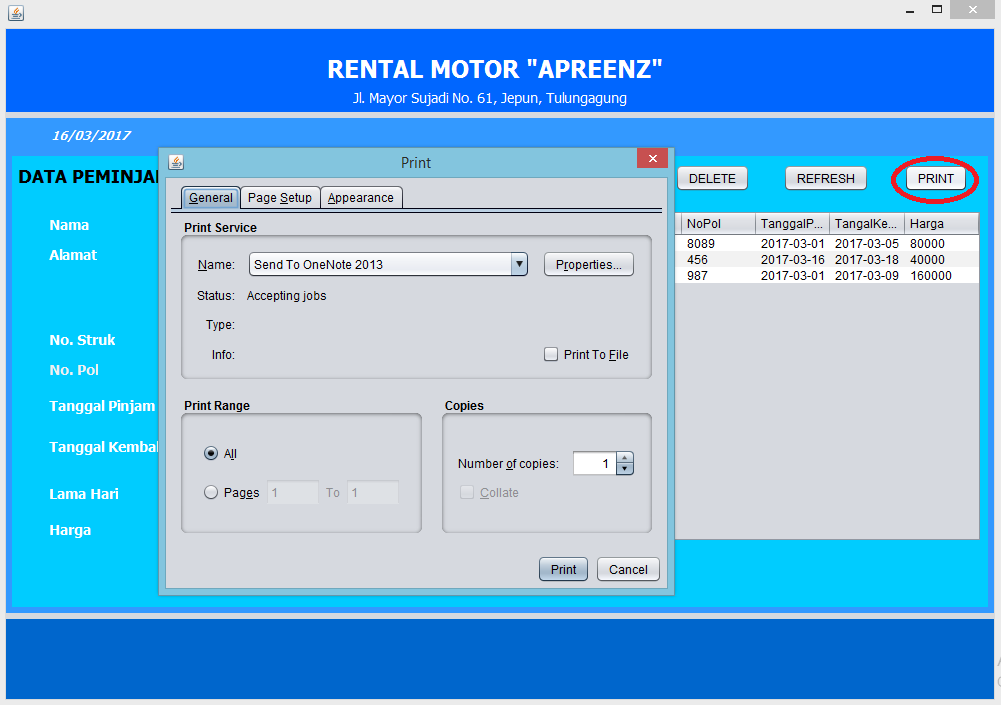 RENTAL MOTOR "APREENZ"
Jl. Mayor Sujadi No. 61, Jepun, Tulungagung
16/03/2017
DATA PEMINJA
Nama
Alamat
No. Struk
No. Pol
Tanggal Pinjam
Tanggal Kembal
Lama Hari
Harga
Print
General Page Setup Appearance
Print Service
Name: Send To OneNote 2013 Properties...
Status: Accepting jobs
Type:
Info:
Print To File
Print Range
All
Pages 1 To 1
Copies
Number of copies: 1
Collate
Print Cancel
DELETE REFRESH PRINT
NoPol TanggalP... TangalKe... Harga
8089 2017-03-01 2017-03-05 80000
456 2017-03-16 2017-03-18 40000
987 2017-03-01 2017-03-09 160000